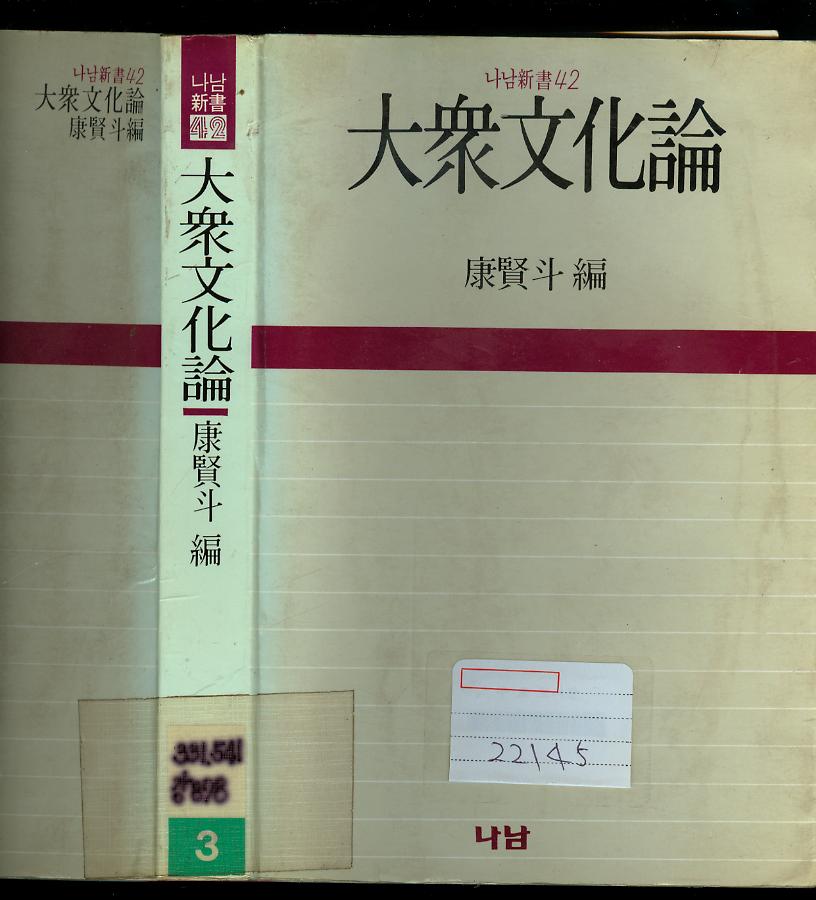 나남新書42
大衆文化論
康賢斗編
나남
新書
42
大衆文化論
康賢斗 編
3
나남新書42
大衆文化論
康賢斗 編
22145
나남